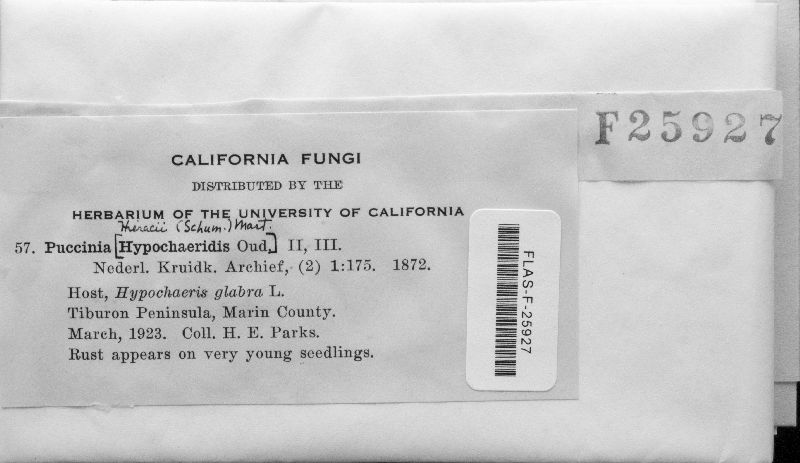 F25927
CALIFORNIA FUNGI
DISTRIBUTED BY THE
HERBARIUM OF THE UNIVERSITY OF CALIFORNIA
Hieracii (Schum.) Mart.
57. Puccinia [Hypochaeridis Oud.] II, III.
Nederl. Kruidk. Archief, (2) 1:175. 1872.
Host, Hypochaeris glabra L.
Tiburon Peninsula, Marin County.
March, 1923. Coll. H. E. Parks.
Rust appears on very young seedlings.
FLAS-F-25927